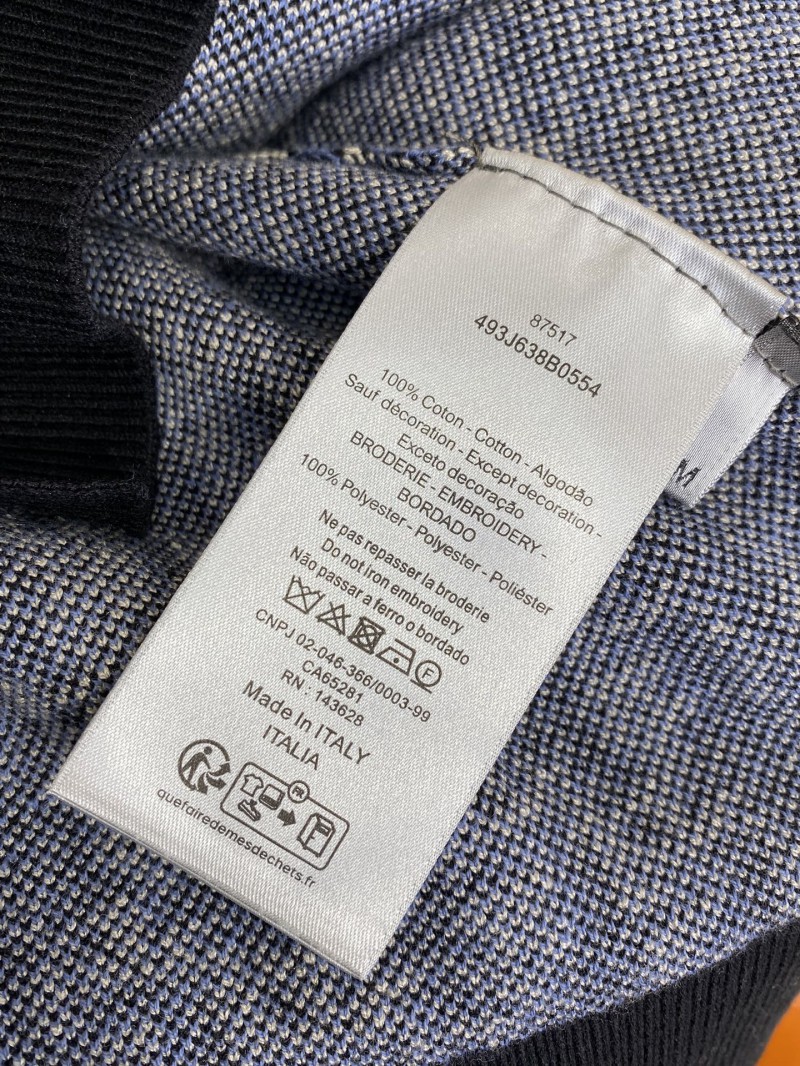 87517
493J638B0554
100% Coton - Cotton - Algodão
Sauf décoration - Except decoration -
Exceto decoração
BRODERIE - EMBROIDERY -
BORDADO
100% Polyester - Polyester - Poliéster
Ne pas repasser la broderie
Do not iron embroidery
Não passar a ferro o bordado
F
CNPJ 02-046-366/0003-99
CA65281
RN : 143628
Made In ITALY
ITALIA
FR
quefairedemesdechets.fr
M